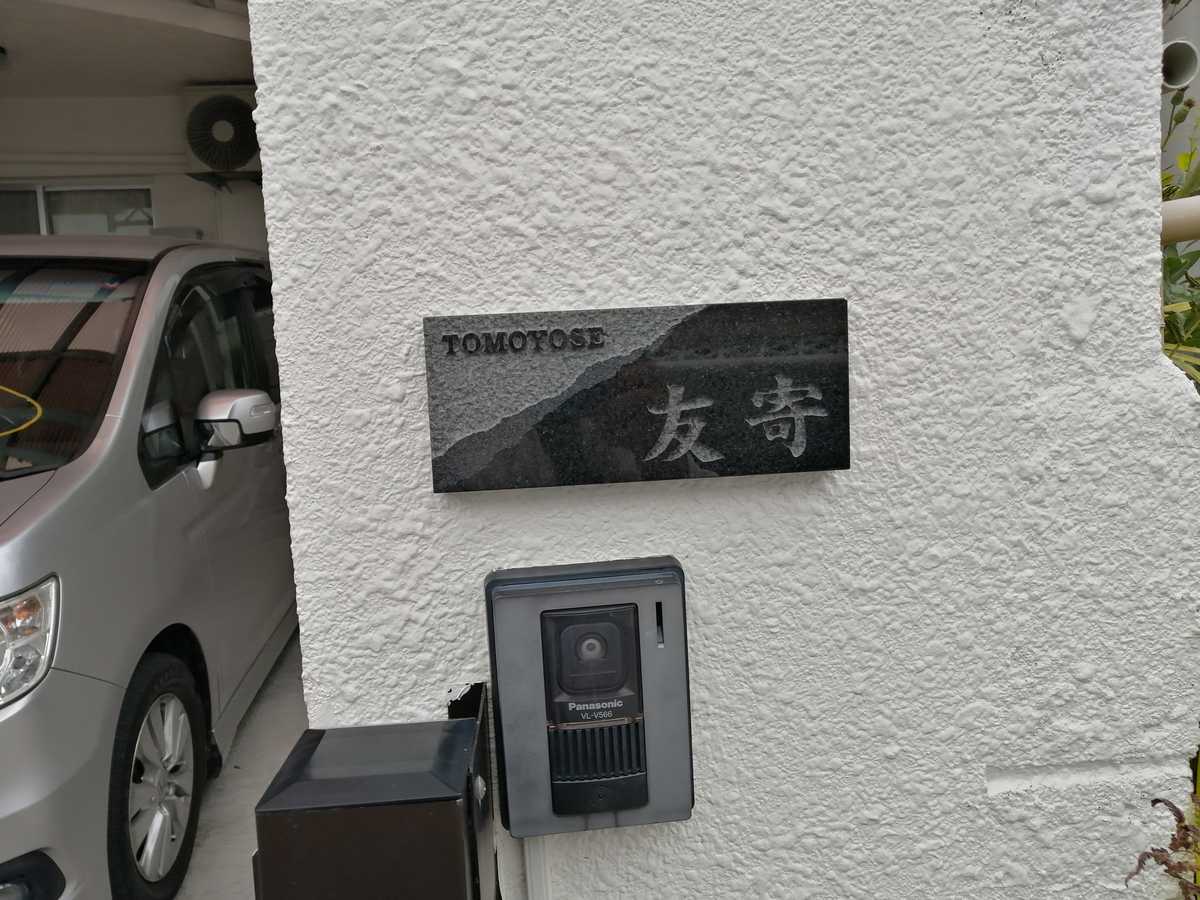 TOMOYOSE
友寄
Panasonic
VL-V566